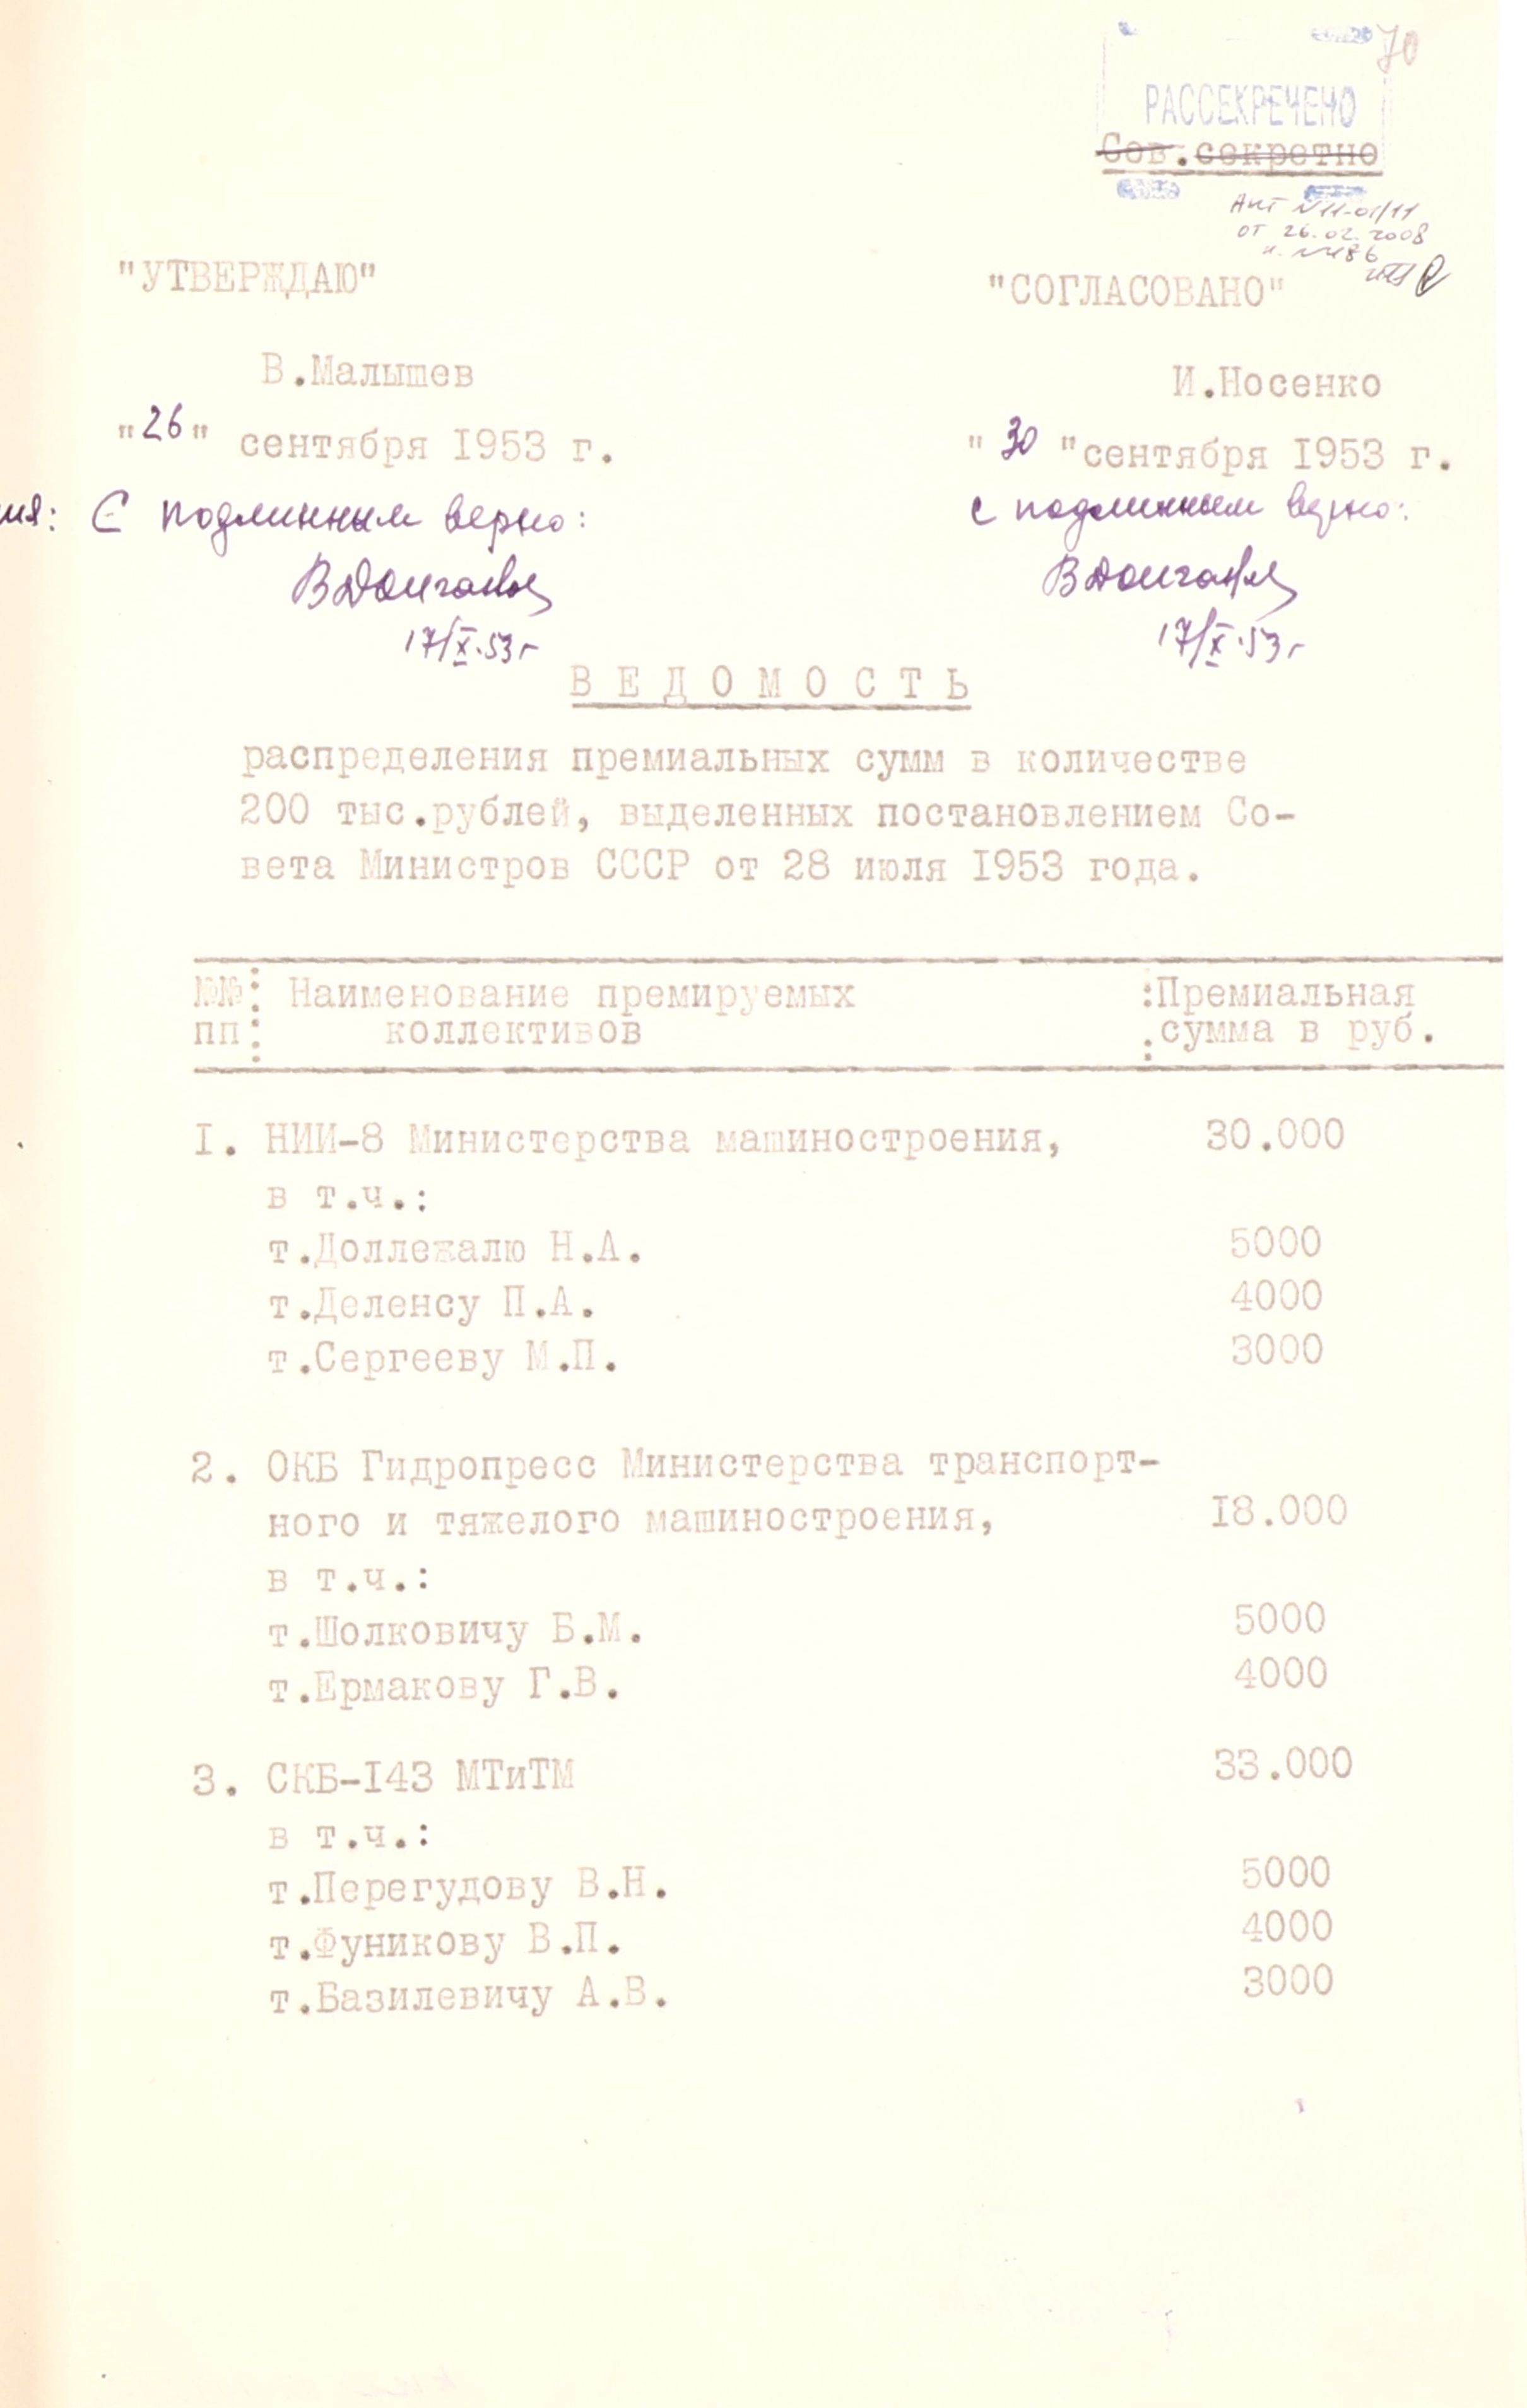 70
РАССЕКРЕЧЕНО
Сов.секретно
Акт №11-01/11
от 26.02.2008
"УТВЕРЖДАЮ"
"СОГЛАСОВАНО"
В.Малышев
И.Носенко
"26" сентября 1953 г.
"30" сентября 1953 г.
ия: С подлинным верно:
с подлинным верно:
17/X.53г
17/X.53г
ВЕДОМОСТЬ
распределения премиальных сумм в количестве
200 тыс.рублей, выделенных постановлением Со-
вета Министров СССР от 28 июля 1953 года.
№№ : Наименование премируемых :Премиальная
пп : коллективов :сумма в руб.
1. НИИ-8 Министерства машиностроения, 30.000
в т.ч.:
т.Доллежалю Н.А. 5000
т.Деленсу П.А. 4000
т.Сергееву М.П. 3000
2. ОКБ Гидропресс Министерства транспорт-
ного и тяжелого машиностроения, 18.000
в т.ч.:
т.Шолковичу Б.М. 5000
т.Ермакову Г.В. 4000
3. СКБ-143 МТиТМ 33.000
в т.ч.:
т.Перегудову В.Н. 5000
т.Фуникову В.П. 4000
т.Базилевичу А.В. 3000